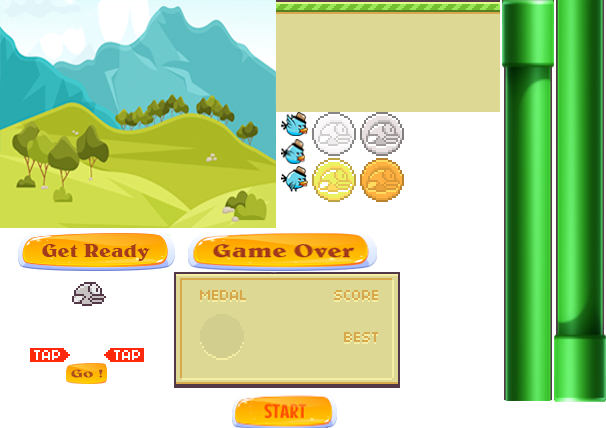 Get Ready
Game Over
MEDAL
SCORE
BEST
TAP
TAP
Go !
START